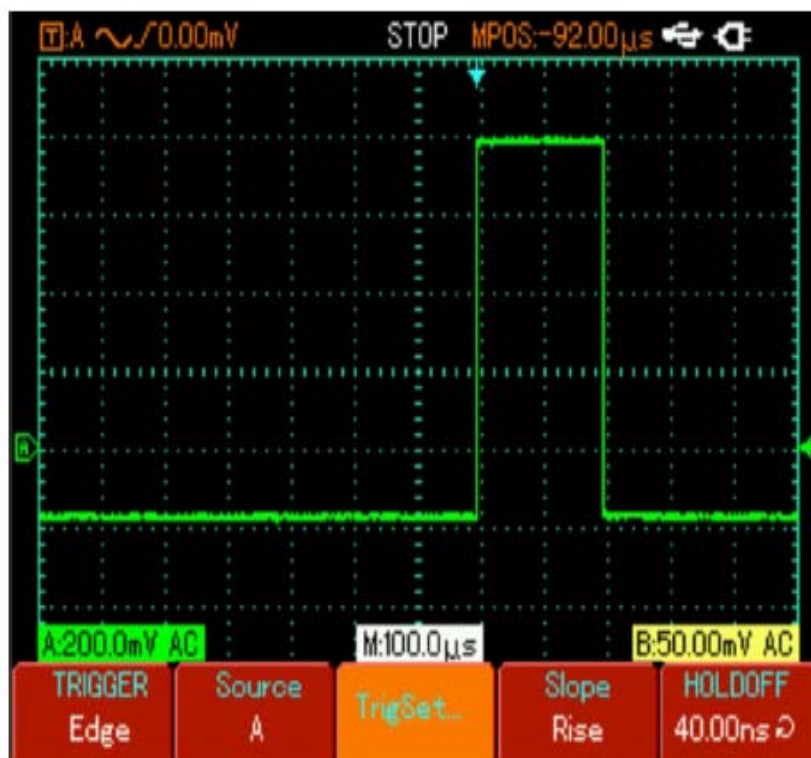 T:A 0.00mV STOP MPOS:-92.00μs
A
A:200.0mV AC M:100.0μs B:50.00mV AC
TRIGGER Source TrigSet... Slope HOLDOFF
Edge A Rise 40.00ns